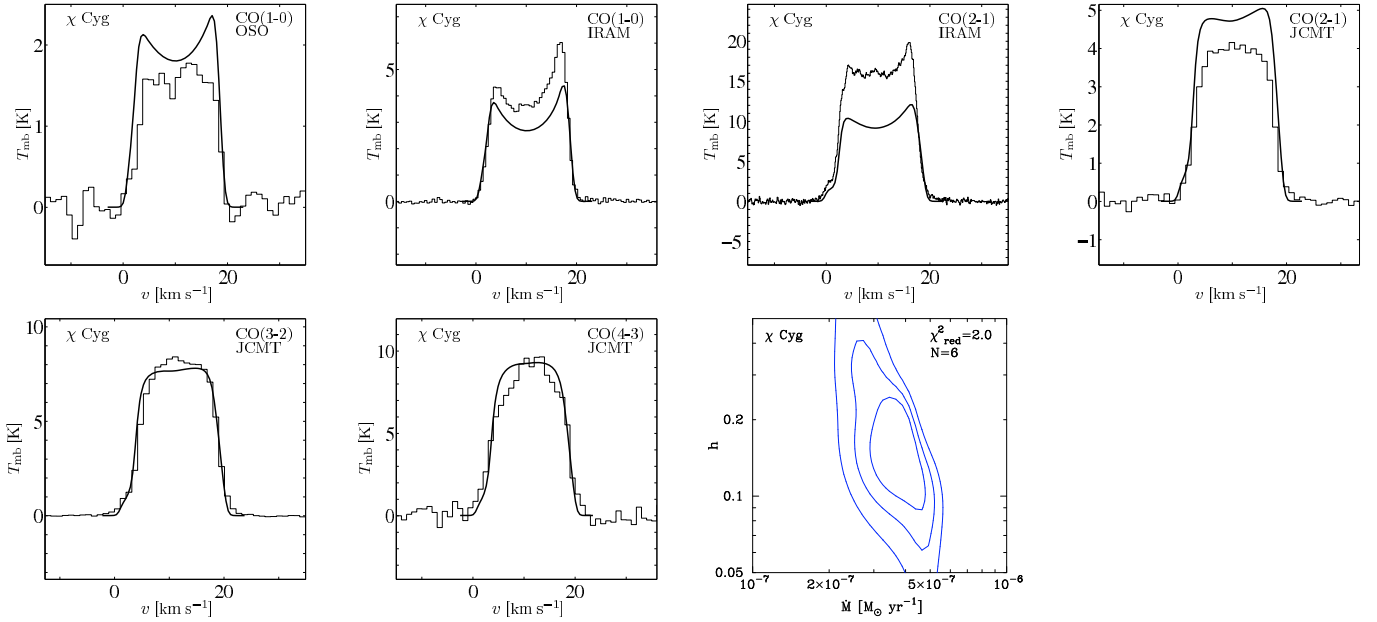 χ Cyg CO(1-0)
OSO
2
1
0
T_mb [K]
0 20
v [km s⁻¹]
χ Cyg CO(1-0)
IRAM
5
0
T_mb [K]
0 20
v [km s⁻¹]
χ Cyg CO(2-1)
IRAM
20
15
10
5
0
−5
T_mb [K]
0 20
v [km s⁻¹]
χ Cyg CO(2-1)
JCMT
5
4
3
2
1
0
−1
T_mb [K]
0 20
v [km s⁻¹]
χ Cyg CO(3-2)
JCMT
10
5
0
T_mb [K]
0 20
v [km s⁻¹]
χ Cyg CO(4-3)
JCMT
10
5
0
T_mb [K]
0 20
v [km s⁻¹]
χ Cyg χ²_red=2.0
N=6
0.2
0.1
0.05
h
10⁻⁷ 2×10⁻⁷ 5×10⁻⁷ 10⁻⁶
Ṁ [M⊙ yr⁻¹]